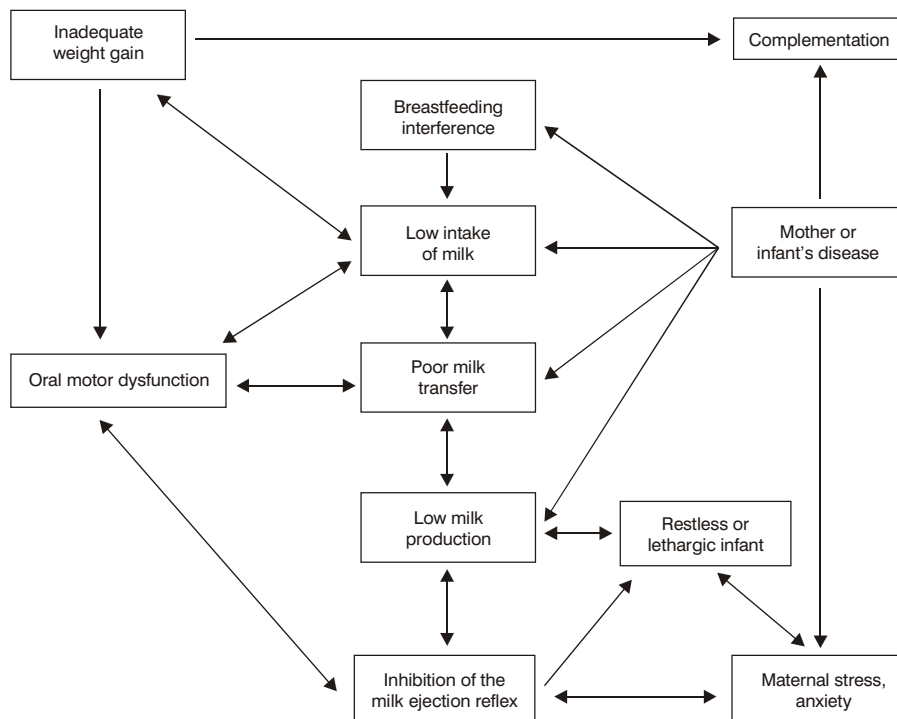 Inadequate
weight gain
Complementation
Breastfeeding
interference
Low intake
of milk
Mother or
infant's disease
Oral motor dysfunction
Poor milk
transfer
Low milk
production
Restless or
lethargic infant
Inhibition of the
milk ejection reflex
Maternal stress,
anxiety